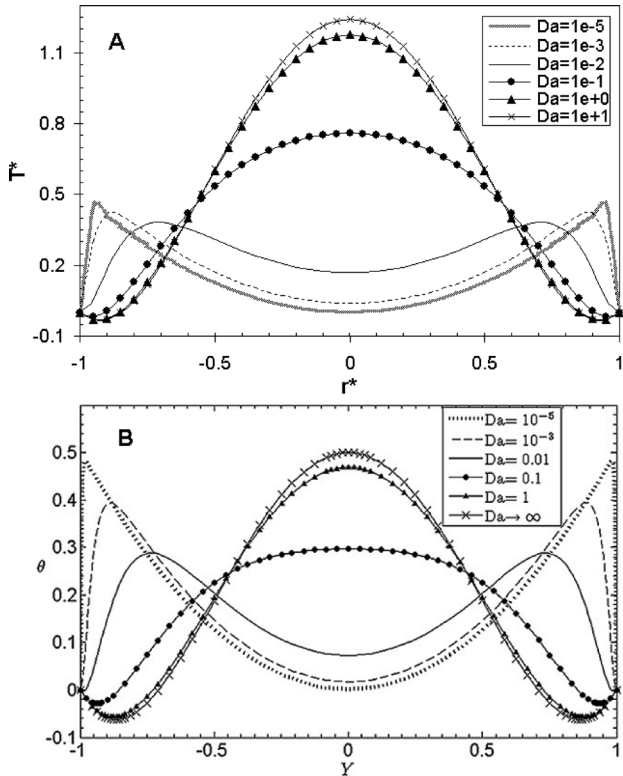 A
Da=1e-5
Da=1e-3
Da=1e-2
Da=1e-1
Da=1e+0
Da=1e+1
1.1
0.8
0.5
0.2
-0.1
T*
-1
-0.5
0
0.5
1
r*
B
Da= 10⁻⁵
Da= 10⁻³
Da= 0.01
Da= 0.1
Da= 1
Da→ ∞
0.5
0.4
0.3
0.2
0.1
0
-0.1
θ
-1
-0.5
0
0.5
1
Y